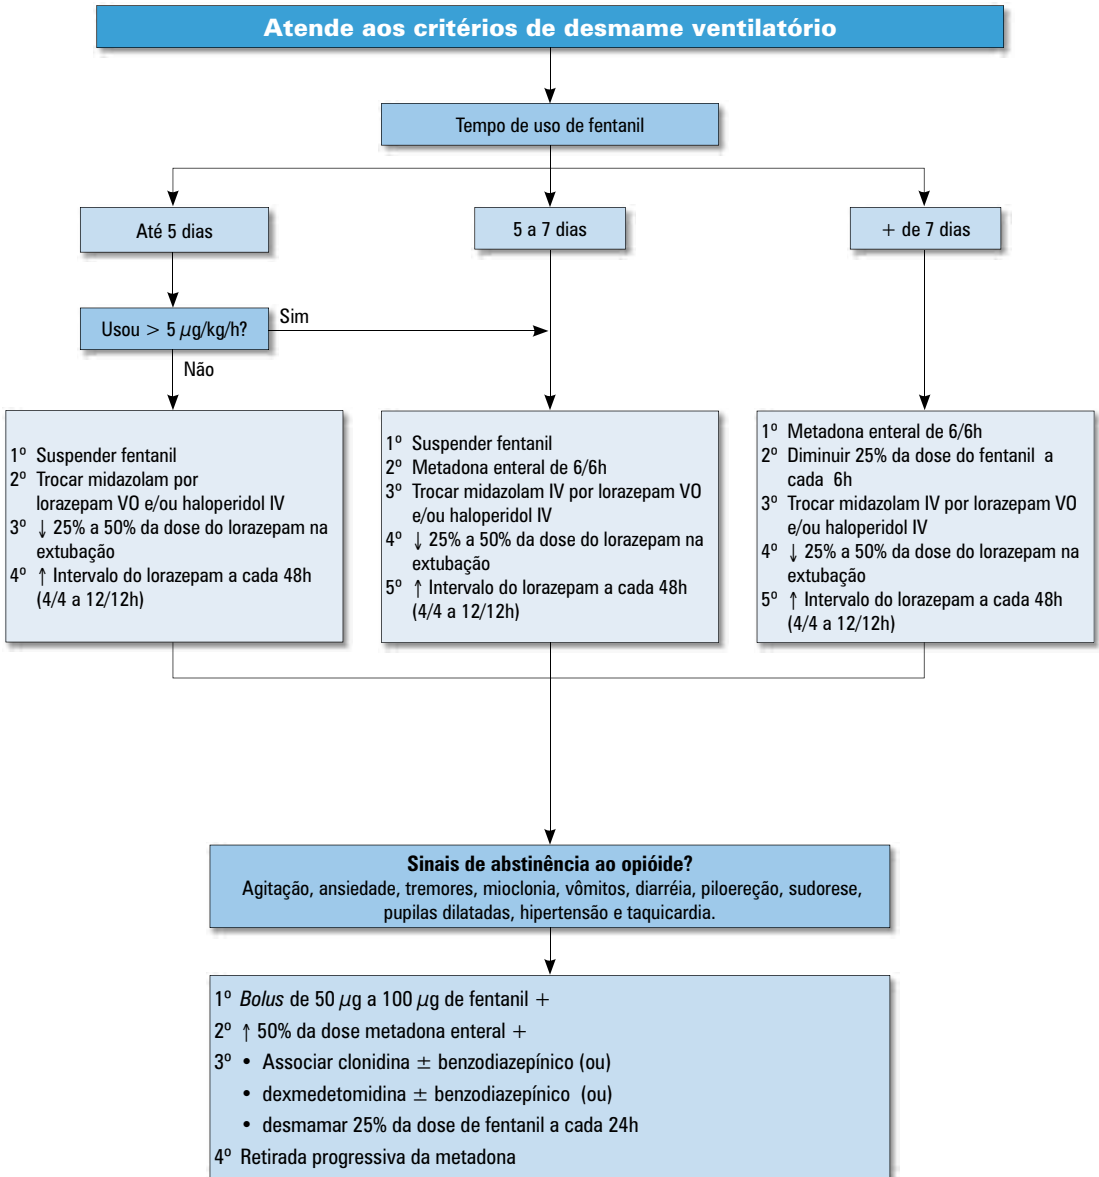 Atende aos critérios de desmame ventilatório
Tempo de uso de fentanil
Até 5 dias
5 a 7 dias
+ de 7 dias
Usou > 5 μg/kg/h?
Sim
Não
1º Suspender fentanil
2º Trocar midazolam por
lorazepam VO e/ou haloperidol IV
3º ↓ 25% a 50% da dose do lorazepam na
extubação
4º ↑ Intervalo do lorazepam a cada 48h
(4/4 a 12/12h)
1º Suspender fentanil
2º Metadona enteral de 6/6h
3º Trocar midazolam IV por lorazepam VO
e/ou haloperidol IV
4º ↓ 25% a 50% da dose do lorazepam na
extubação
5º ↑ Intervalo do lorazepam a cada 48h
(4/4 a 12/12h)
1º Metadona enteral de 6/6h
2º Diminuir 25% da dose do fentanil a
cada 6h
3º Trocar midazolam IV por lorazepam VO
e/ou haloperidol IV
4º ↓ 25% a 50% da dose do lorazepam na
extubação
5º ↑ Intervalo do lorazepam a cada 48h
(4/4 a 12/12h)
Sinais de abstinência ao opióide?
Agitação, ansiedade, tremores, mioclonia, vômitos, diarréia, piloereção, sudorese,
pupilas dilatadas, hipertensão e taquicardia.
1º Bolus de 50 μg a 100 μg de fentanil +
2º ↑ 50% da dose metadona enteral +
3º • Associar clonidina ± benzodiazepínico (ou)
• dexmedetomidina ± benzodiazepínico (ou)
• desmamar 25% da dose de fentanil a cada 24h
4º Retirada progressiva da metadona